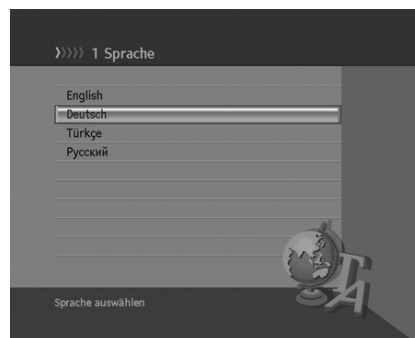 1 Sprache
English
Deutsch
Türkçe
Русский
Sprache auswählen